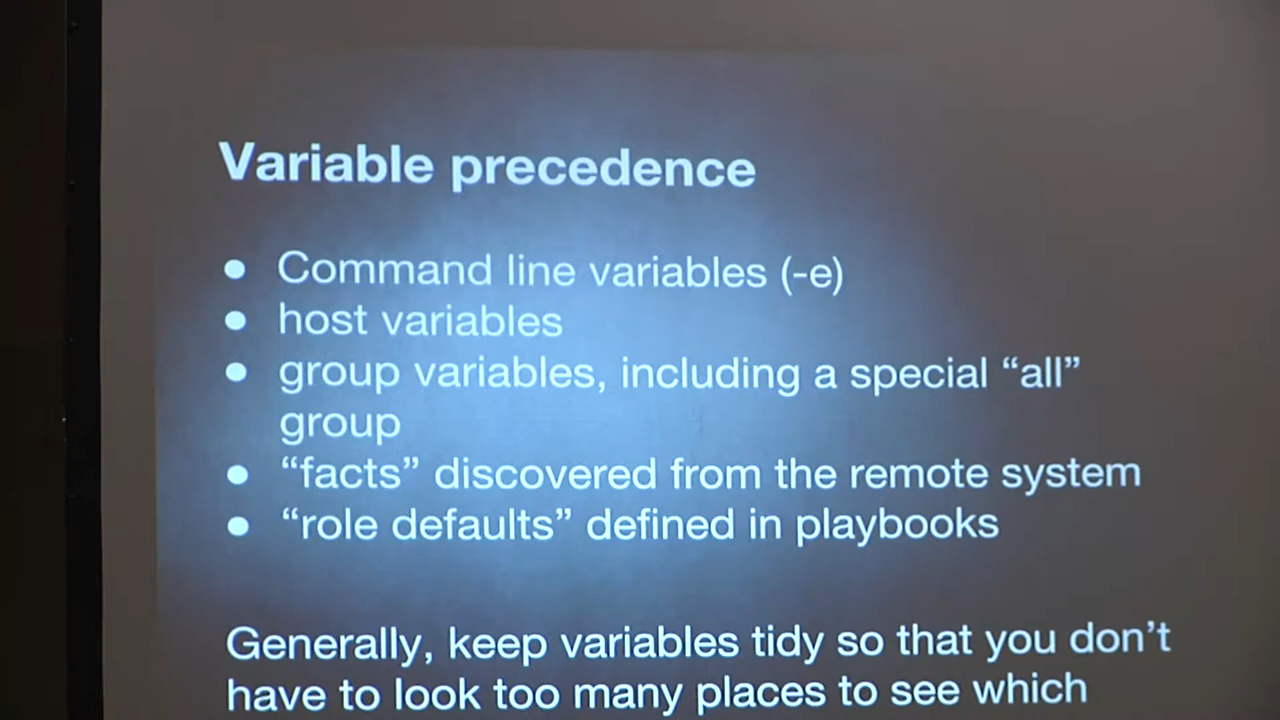 Variable precedence
● Command line variables (-e)
● host variables
● group variables, including a special “all”
group
● “facts” discovered from the remote system
● “role defaults” defined in playbooks
Generally, keep variables tidy so that you don’t
have to look too many places to see which